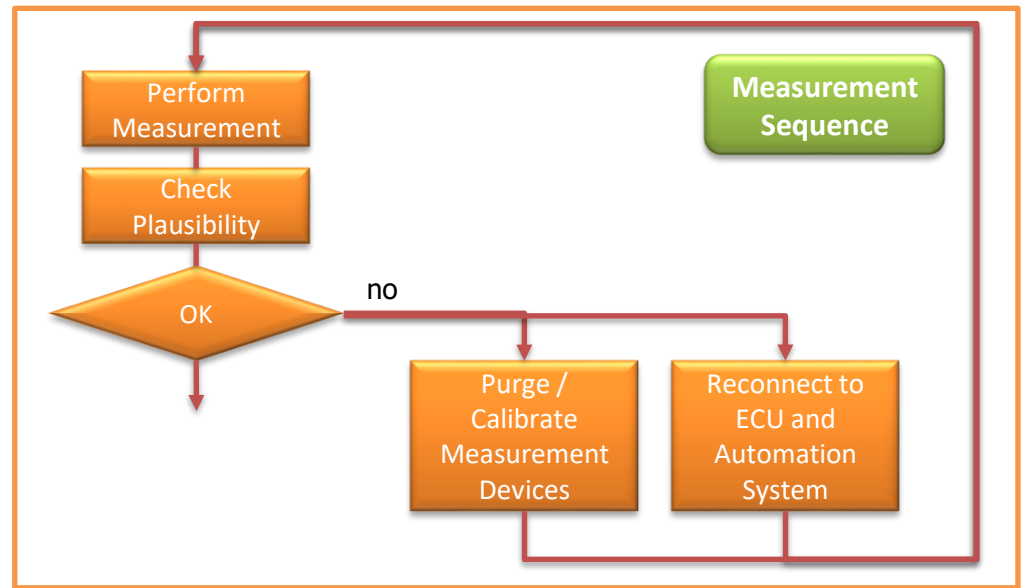 Perform
Measurement
Measurement
Sequence
Check
Plausibility
OK
no
Purge /
Calibrate
Measurement
Devices
Reconnect to
ECU and
Automation
System